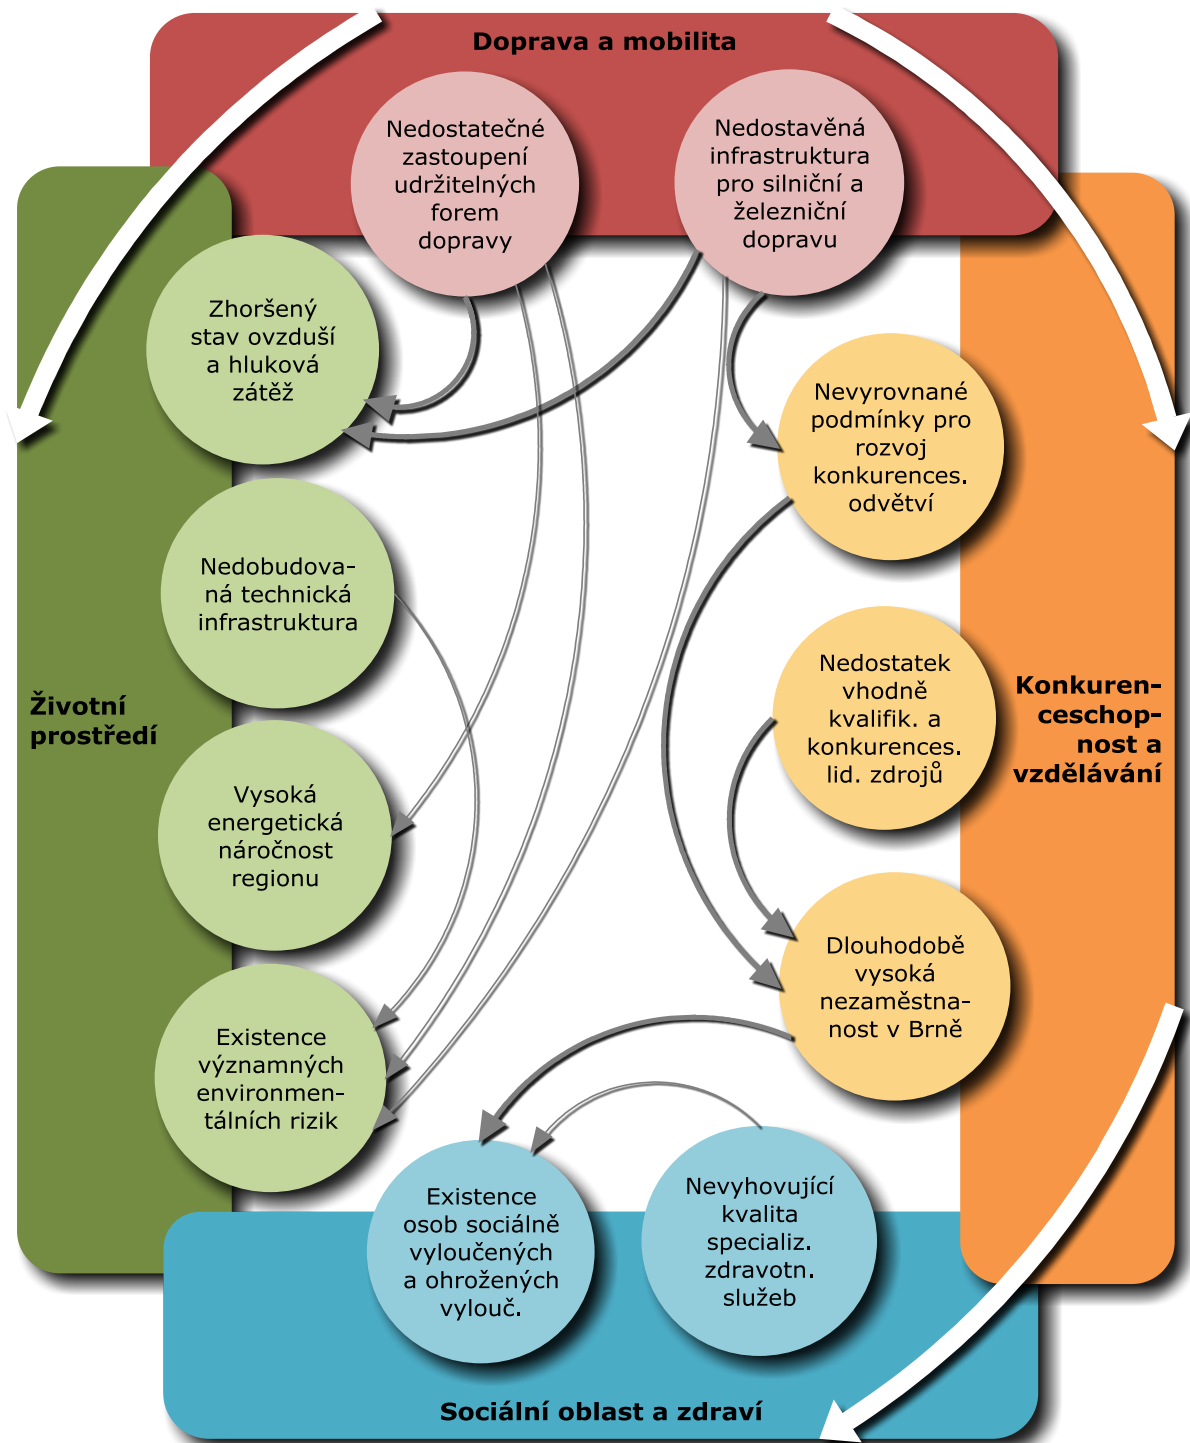 Doprava a mobilita
Nedostatečné
zastoupení
udržitelných
forem
dopravy
Nedostavěná
infrastruktura
pro silniční a
železniční
dopravu
Zhoršený
stav ovzduší
a hluková
zátěž
Nedobudova-
ná technická
infrastruktura
Životní
prostředí
Vysoká
energetická
náročnost
regionu
Existence
významných
environmen-
tálních rizik
Nevyrovnané
podmínky pro
rozvoj
konkurences.
odvětví
Nedostatek
vhodně
kvalifik. a
konkurences.
lid. zdrojů
Konkuren-
ceschop-
nost a
vzdělávání
Dlouhodobě
vysoká
nezaměstna-
nost v Brně
Existence
osob sociálně
vyloučených
a ohrožených
vylouč.
Nevyhovující
kvalita
specializ.
zdravotn.
služeb
Sociální oblast a zdraví